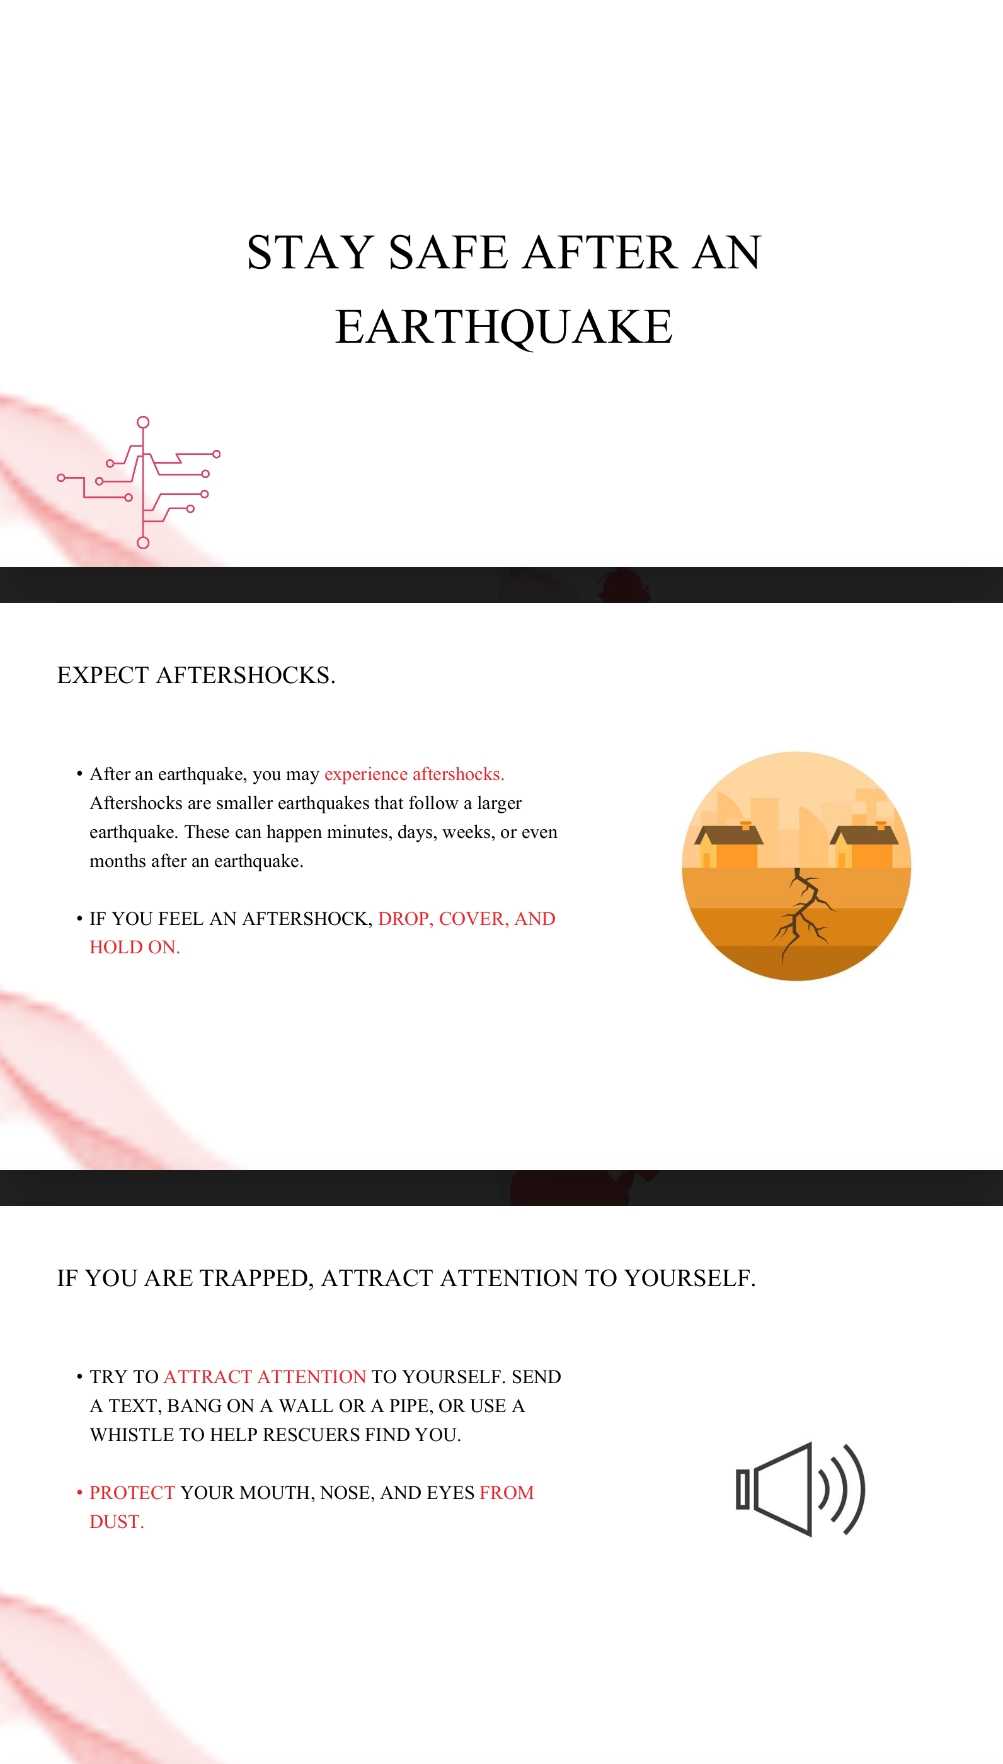 STAY SAFE AFTER AN
EARTHQUAKE
EXPECT AFTERSHOCKS.
• After an earthquake, you may experience aftershocks.
Aftershocks are smaller earthquakes that follow a larger
earthquake. These can happen minutes, days, weeks, or even
months after an earthquake.
• IF YOU FEEL AN AFTERSHOCK, DROP, COVER, AND
HOLD ON.
IF YOU ARE TRAPPED, ATTRACT ATTENTION TO YOURSELF.
• TRY TO ATTRACT ATTENTION TO YOURSELF. SEND
A TEXT, BANG ON A WALL OR A PIPE, OR USE A
WHISTLE TO HELP RESCUERS FIND YOU.
• PROTECT YOUR MOUTH, NOSE, AND EYES FROM
DUST.